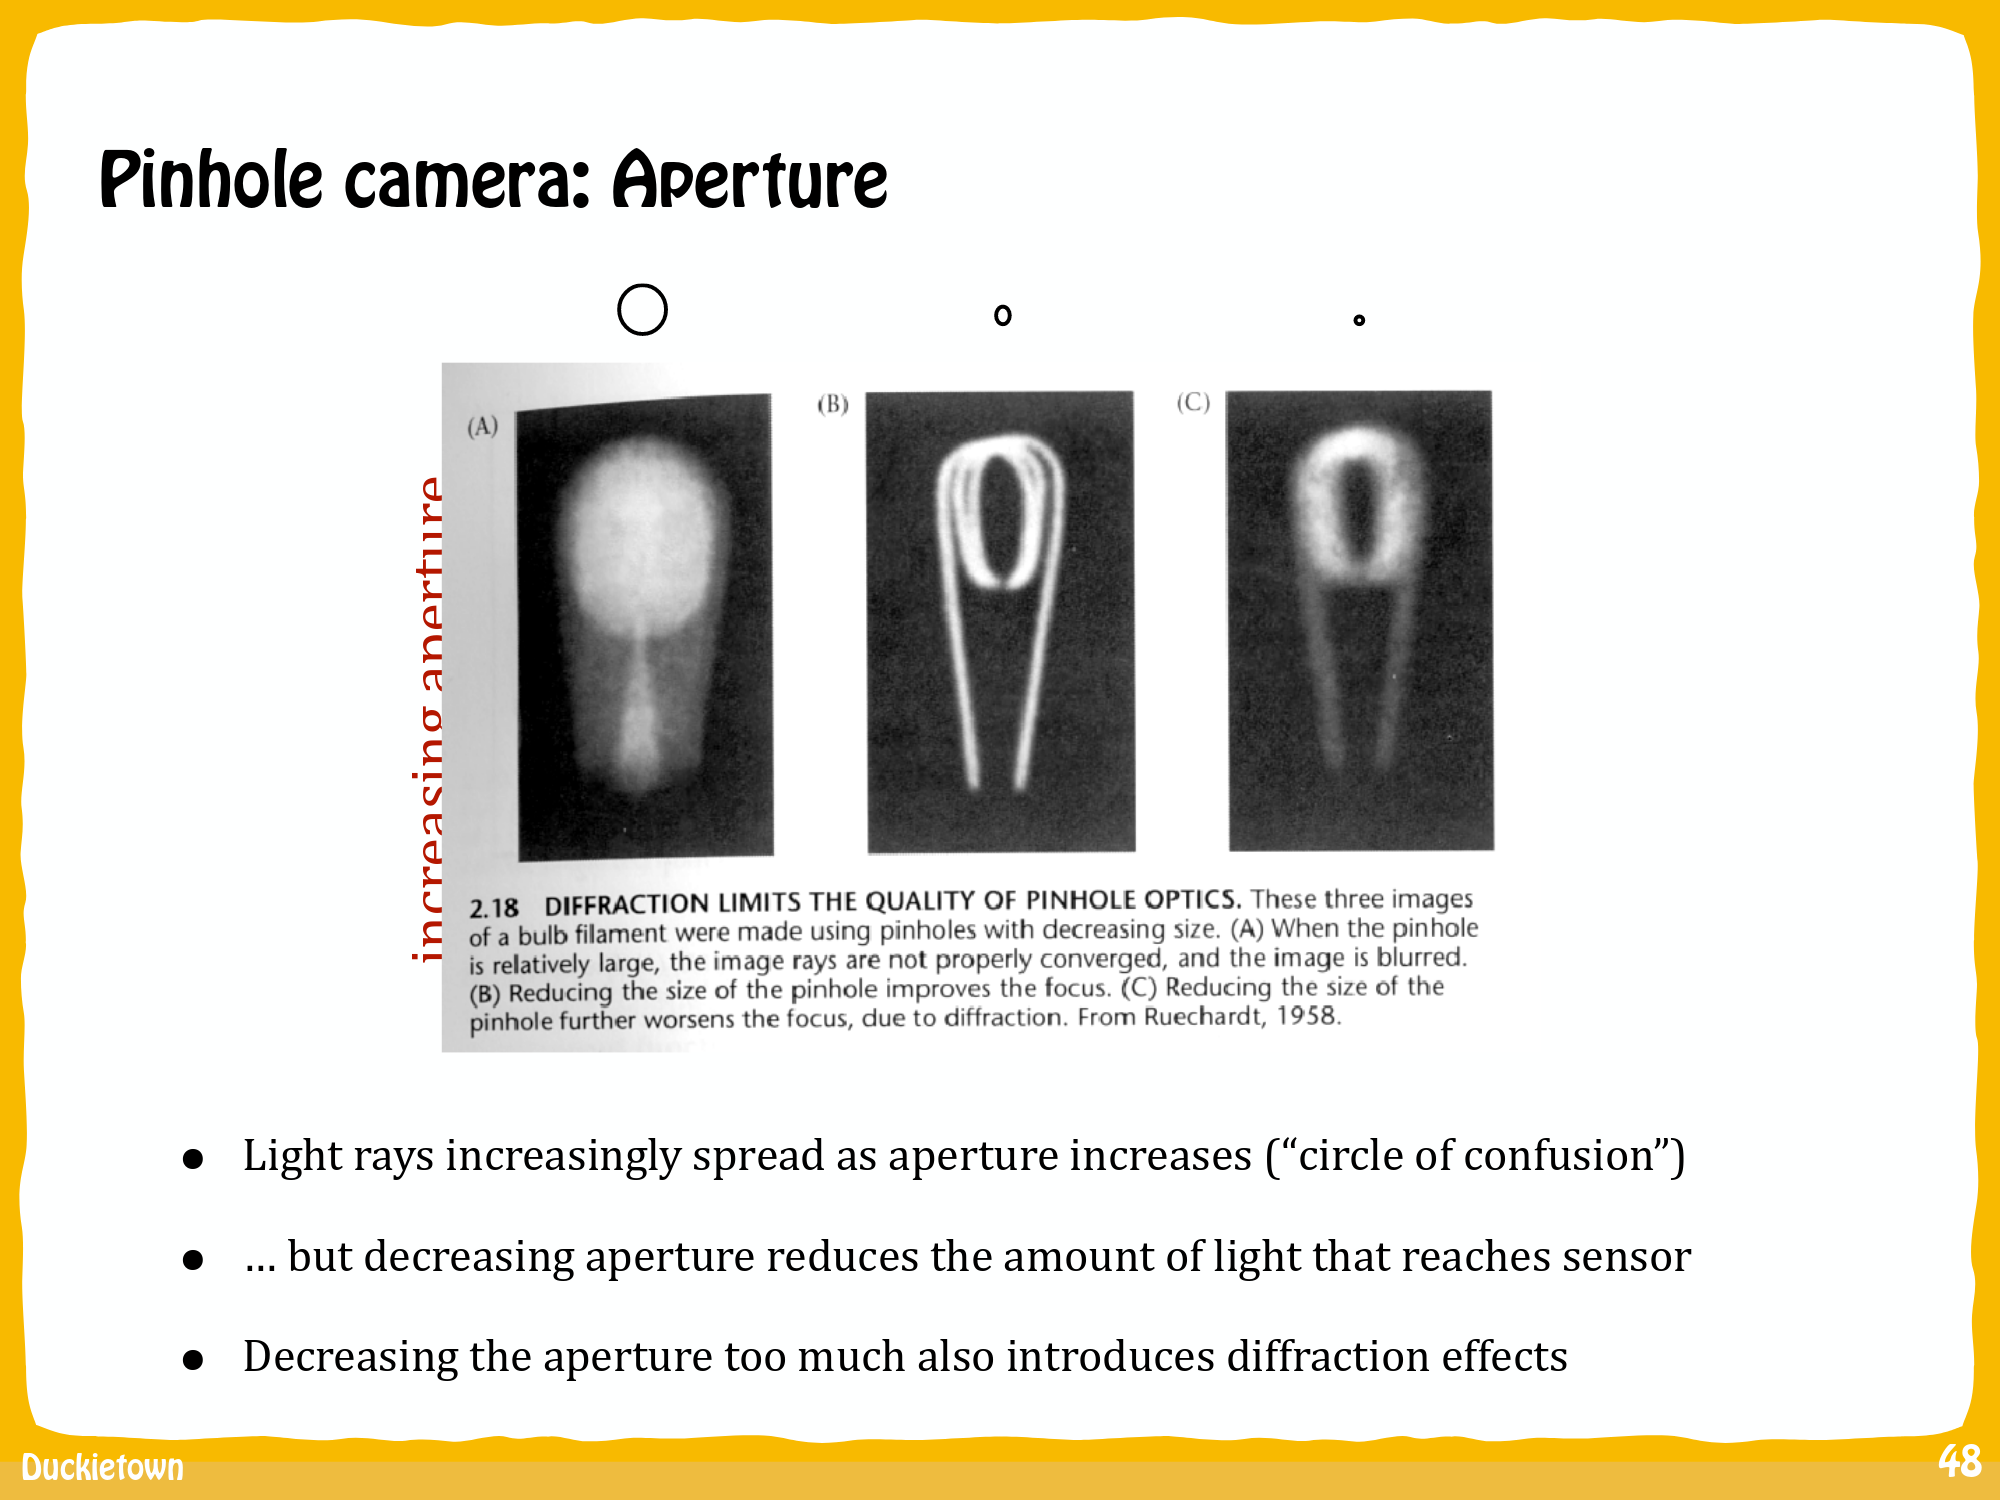 Pinhole camera: Aperture
(A)
(B)
(C)
increasing aperture
2.18 DIFFRACTION LIMITS THE QUALITY OF PINHOLE OPTICS. These three images
of a bulb filament were made using pinholes with decreasing size. (A) When the pinhole
is relatively large, the image rays are not properly converged, and the image is blurred.
(B) Reducing the size of the pinhole improves the focus. (C) Reducing the size of the
pinhole further worsens the focus, due to diffraction. From Ruechardt, 1958.
● Light rays increasingly spread as aperture increases (“circle of confusion”)
● … but decreasing aperture reduces the amount of light that reaches sensor
● Decreasing the aperture too much also introduces diffraction effects
Duckietown
48